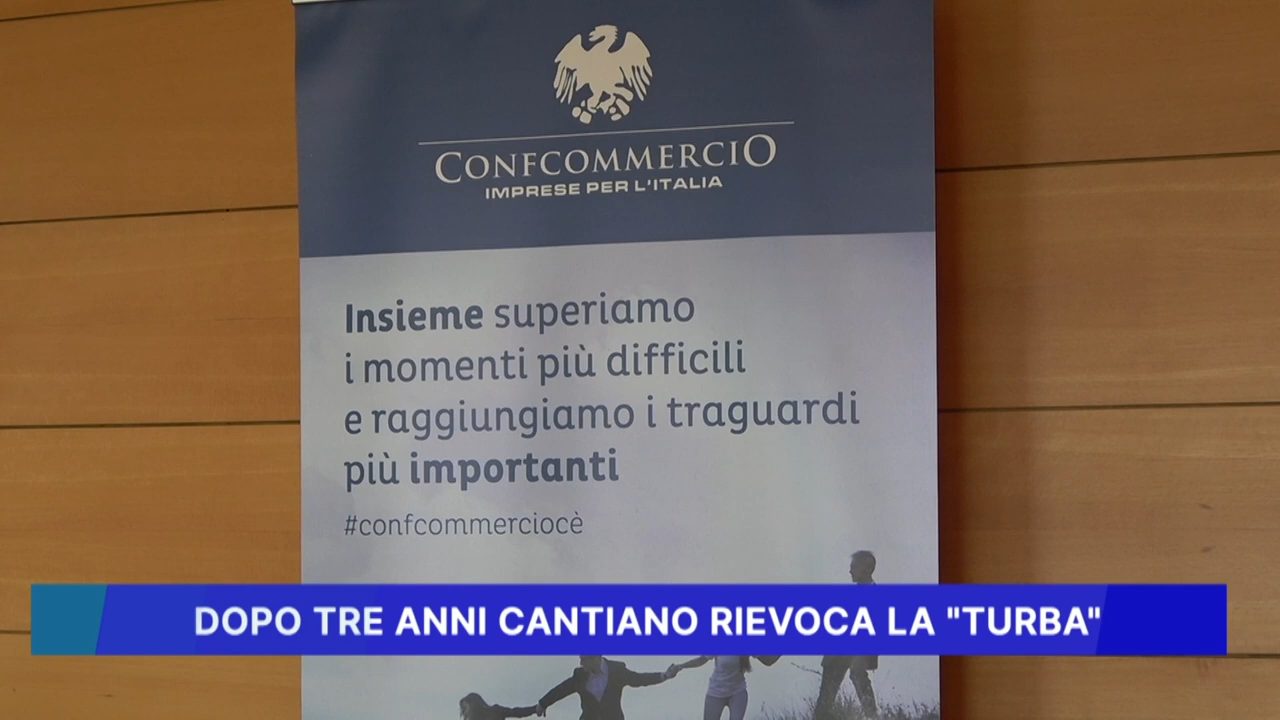 CONFCOMMERCIO
IMPRESE PER L'ITALIA
Insieme superiamo
i momenti più difficili
e raggiungiamo i traguardi
più importanti
#confcommerciocè
DOPO TRE ANNI CANTIANO RIEVOCA LA "TURBA"